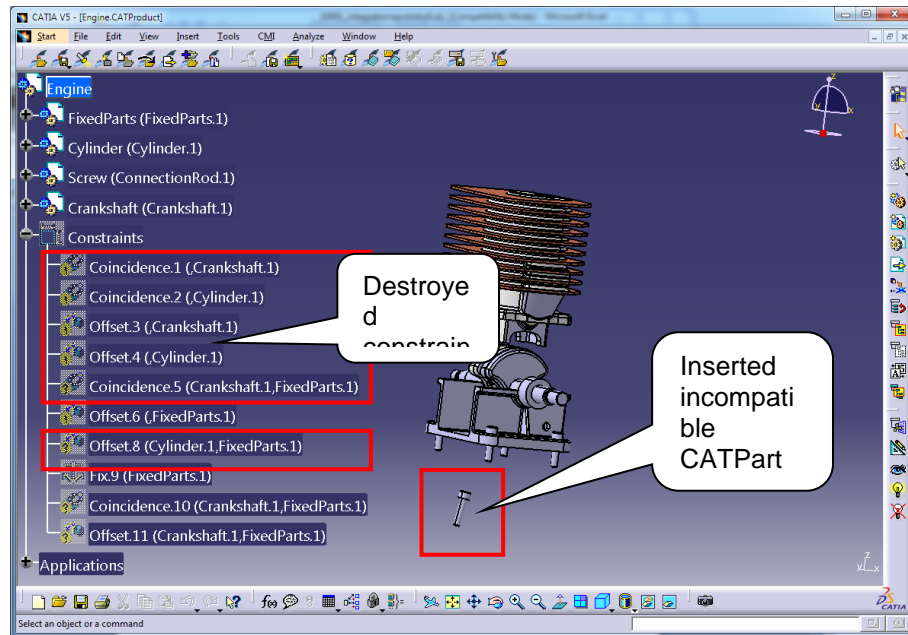 CATIA V5 - [Engine.CATProduct]
Start File Edit View Insert Tools CMI Analyze Window Help
Engine
FixedParts (FixedParts.1)
Cylinder (Cylinder.1)
Screw (ConnectionRod.1)
Crankshaft (Crankshaft.1)
Constraints
Coincidence.1 (,Crankshaft.1)
Coincidence.2 (,Cylinder.1)
Offset.3 (,Crankshaft.1)
Offset.4 (,Cylinder.1)
Coincidence.5 (Crankshaft.1,FixedParts.1)
Offset.6 (,FixedParts.1)
Offset.8 (Cylinder.1,FixedParts.1)
Fix.9 (FixedParts.1)
Coincidence.10 (Crankshaft.1,FixedParts.1)
Offset.11 (Crankshaft.1,FixedParts.1)
Applications
Destroye
d
constrain
Inserted
incompati
ble
CATPart
z
y x
f(x)
CATIA
Select an object or a command